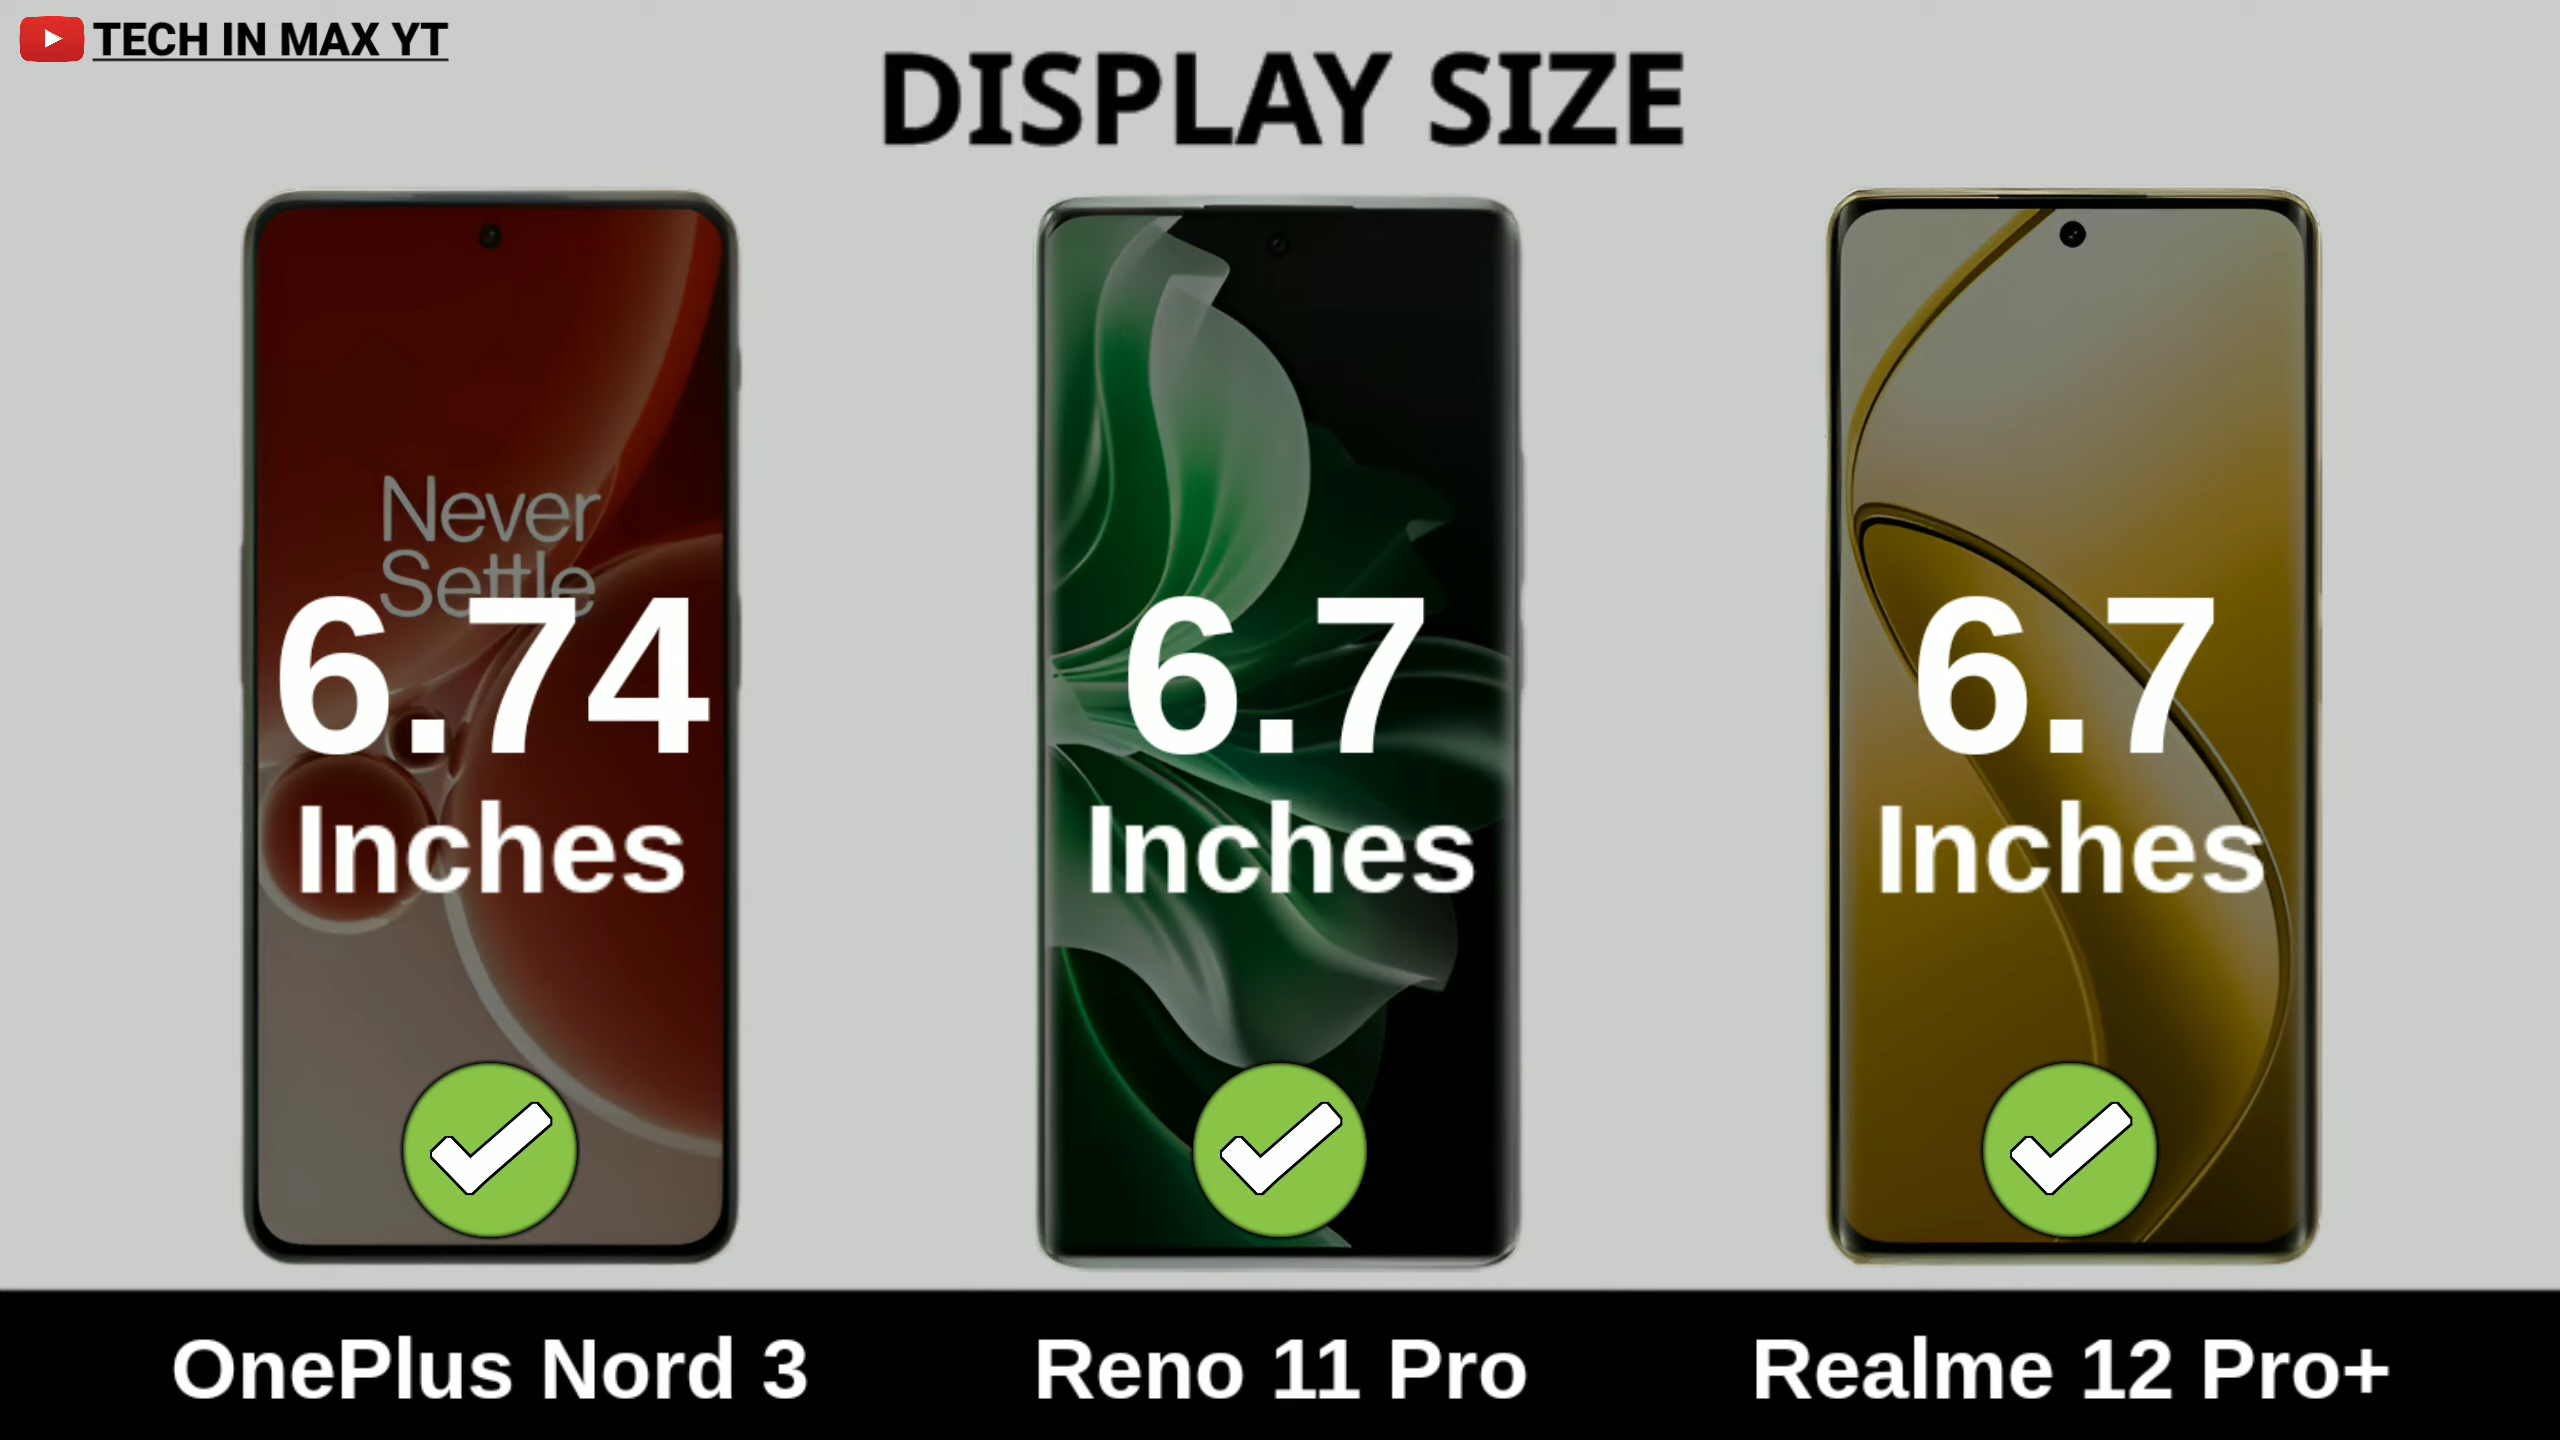 TECH IN MAX YT
DISPLAY SIZE
Never
Settle
6.74
Inches
6.7
Inches
6.7
Inches
OnePlus Nord 3
Reno 11 Pro
Realme 12 Pro+